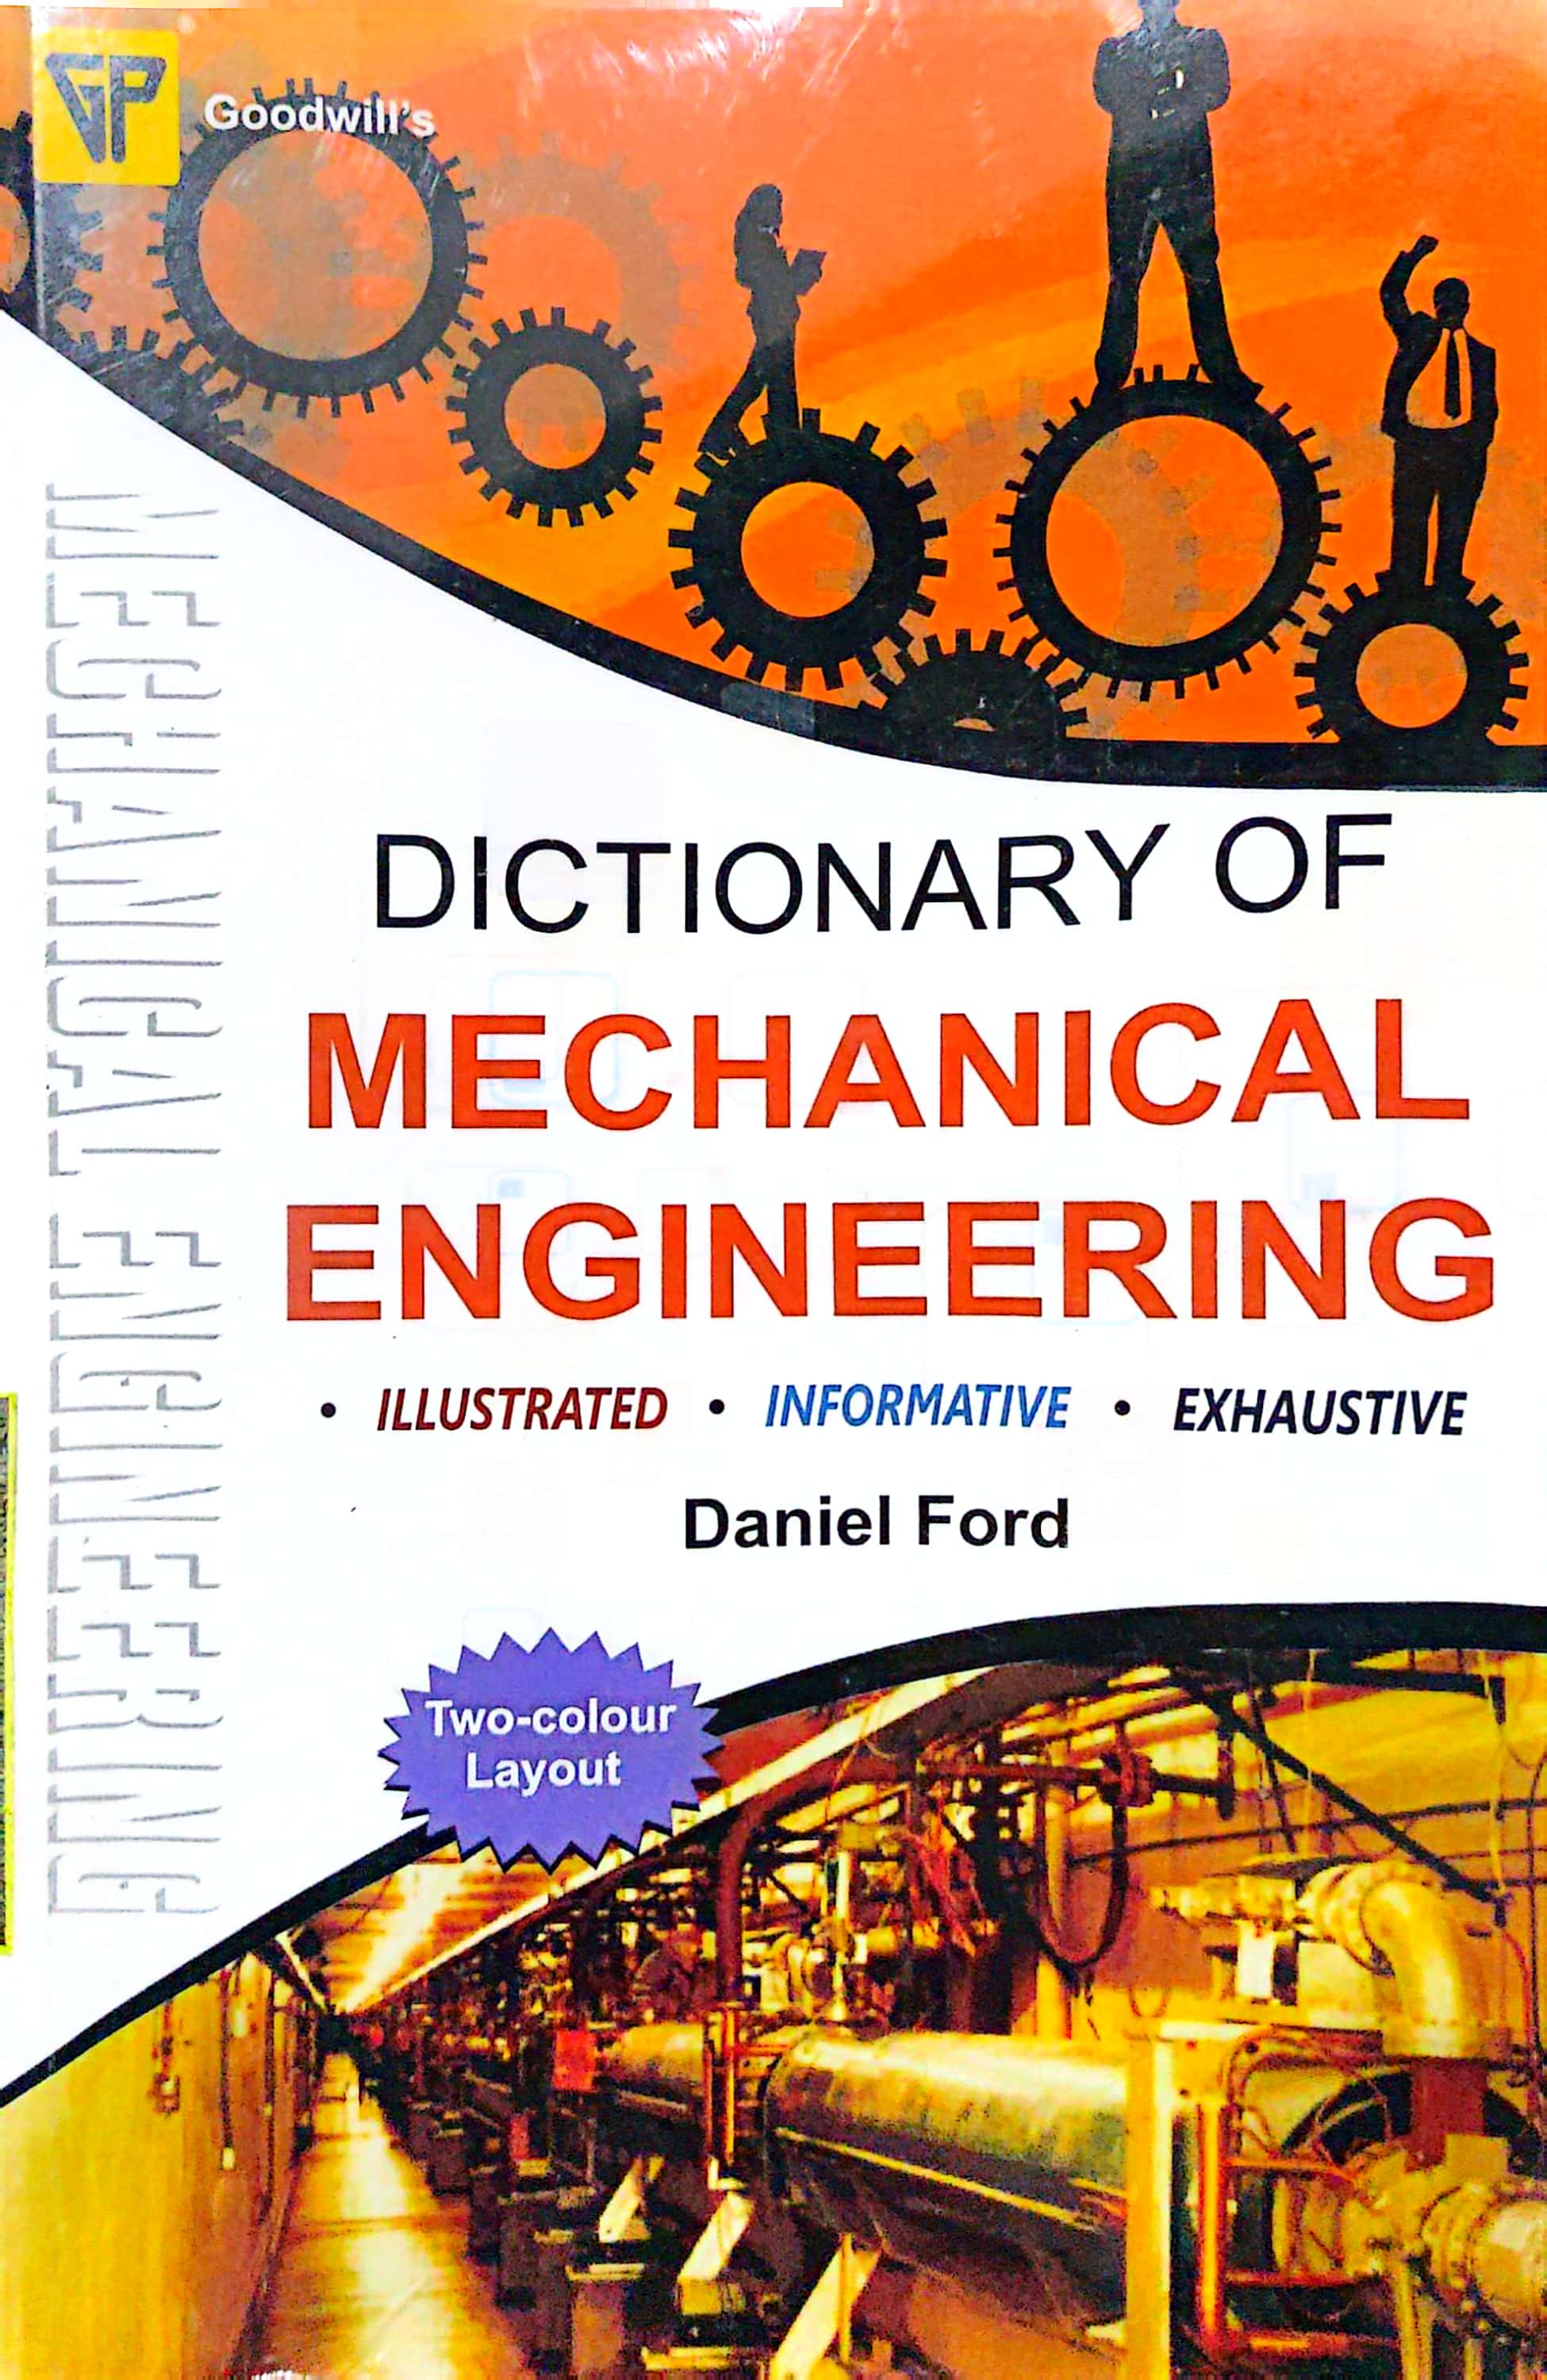 GP
Goodwill's
MECHANICAL ENGINEERING
DICTIONARY OF
MECHANICAL
ENGINEERING
• ILLUSTRATED • INFORMATIVE • EXHAUSTIVE
Daniel Ford
Two-colour
Layout